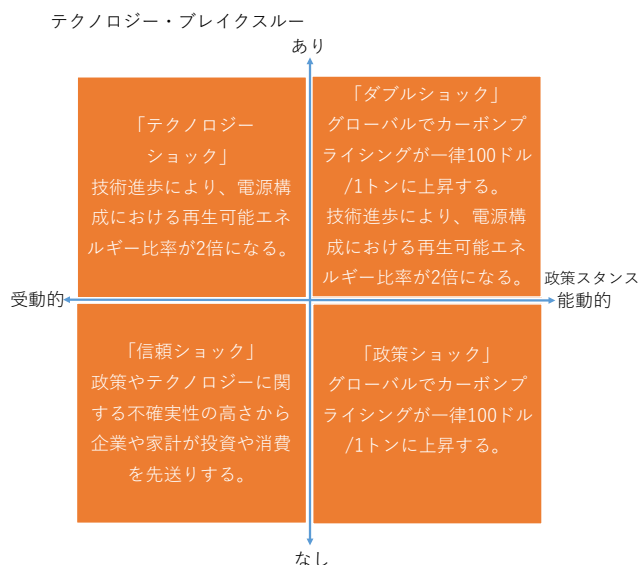 テクノロジー・ブレイクスルー
あり
「テクノロジー
ショック」
技術進歩により、電源構
成における再生可能エネ
ルギー比率が2倍になる。
「ダブルショック」
グローバルでカーボンプ
ライシングが一律100ドル
/1トンに上昇する。
技術進歩により、電源構
成における再生可能エネ
ルギー比率が2倍になる。
政策スタンス
受動的
能動的
「信頼ショック」
政策やテクノロジーに関
する不確実性の高さから
企業や家計が投資や消費
を先送りする。
「政策ショック」
グローバルでカーボンプ
ライシングが一律100ドル
/1トンに上昇する。
なし